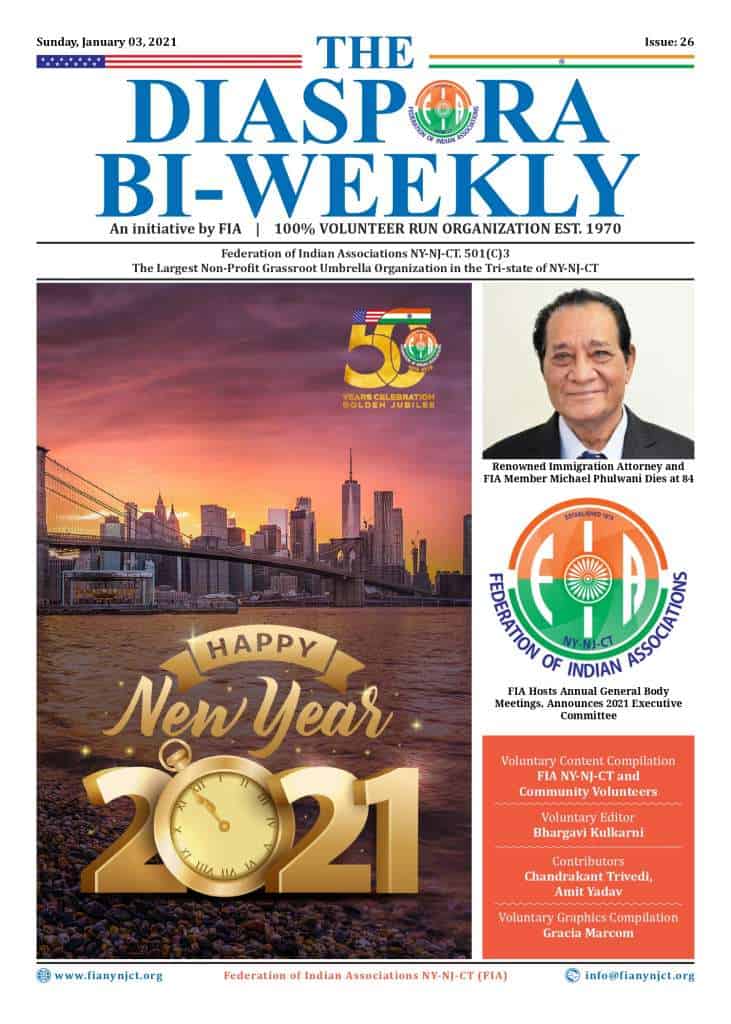 Sunday, January 03, 2021
Issue: 26
THE
DIASPORA
FIA
FEDERATION OF INDIAN ASSOCIATIONS
BI-WEEKLY
An initiative by FIA | 100% VOLUNTEER RUN ORGANIZATION EST. 1970
Federation of Indian Associations NY-NJ-CT. 501(C)3
The Largest Non-Profit Grassroot Umbrella Organization in the Tri-state of NY-NJ-CT
50
FIA
YEARS CELEBRATION
GOLDEN JUBILEE
HAPPY
New Year
2021
Renowned Immigration Attorney and
FIA Member Michael Phulwani Dies at 84
ESTABLISHED 1970
FIA
NY-NJ-CT
FEDERATION OF INDIAN ASSOCIATIONS
FIA Hosts Annual General Body
Meetings, Announces 2021 Executive
Committee
Voluntary Content Compilation
FIA NY-NJ-CT and
Community Volunteers
Voluntary Editor
Bhargavi Kulkarni
Contributors
Chandrakant Trivedi,
Amit Yadav
Voluntary Graphics Compilation
Gracia Marcom
www.fianynjct.org
Federation of Indian Associations NY-NJ-CT (FIA)
info@fianynjct.org